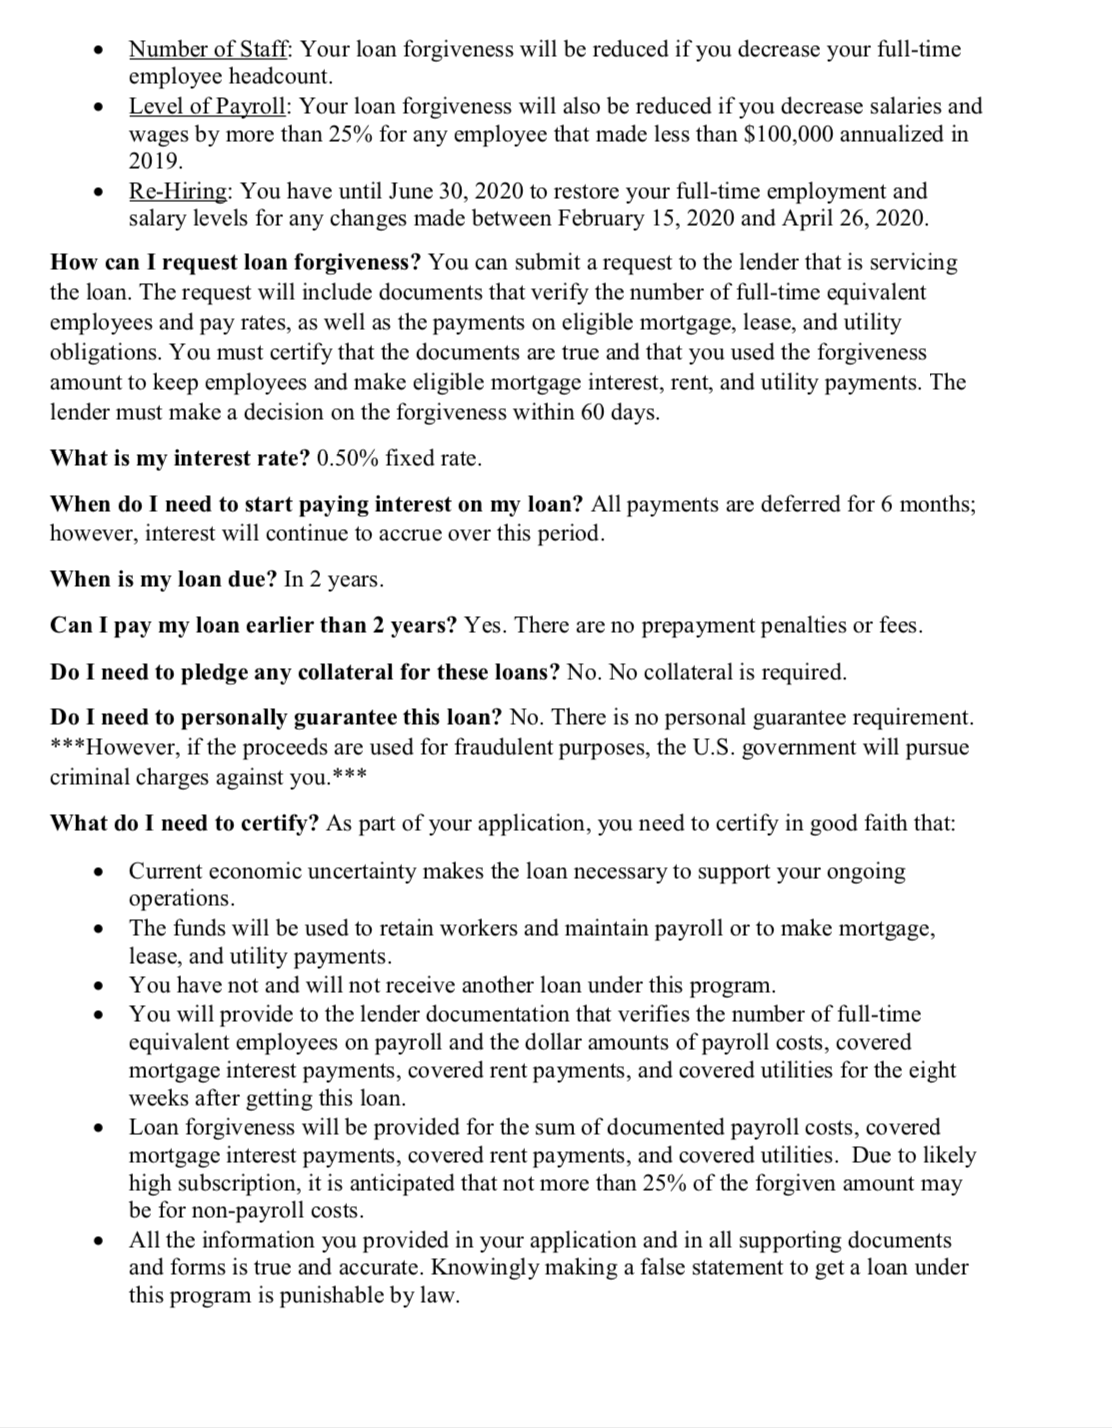 • Number of Staff: Your loan forgiveness will be reduced if you decrease your full-time
employee headcount.
• Level of Payroll: Your loan forgiveness will also be reduced if you decrease salaries and
wages by more than 25% for any employee that made less than $100,000 annualized in
2019.
• Re-Hiring: You have until June 30, 2020 to restore your full-time employment and
salary levels for any changes made between February 15, 2020 and April 26, 2020.
How can I request loan forgiveness? You can submit a request to the lender that is servicing
the loan. The request will include documents that verify the number of full-time equivalent
employees and pay rates, as well as the payments on eligible mortgage, lease, and utility
obligations. You must certify that the documents are true and that you used the forgiveness
amount to keep employees and make eligible mortgage interest, rent, and utility payments. The
lender must make a decision on the forgiveness within 60 days.
What is my interest rate? 0.50% fixed rate.
When do I need to start paying interest on my loan? All payments are deferred for 6 months;
however, interest will continue to accrue over this period.
When is my loan due? In 2 years.
Can I pay my loan earlier than 2 years? Yes. There are no prepayment penalties or fees.
Do I need to pledge any collateral for these loans? No. No collateral is required.
Do I need to personally guarantee this loan? No. There is no personal guarantee requirement.
***However, if the proceeds are used for fraudulent purposes, the U.S. government will pursue
criminal charges against you.***
What do I need to certify? As part of your application, you need to certify in good faith that:
• Current economic uncertainty makes the loan necessary to support your ongoing
operations.
• The funds will be used to retain workers and maintain payroll or to make mortgage,
lease, and utility payments.
• You have not and will not receive another loan under this program.
• You will provide to the lender documentation that verifies the number of full-time
equivalent employees on payroll and the dollar amounts of payroll costs, covered
mortgage interest payments, covered rent payments, and covered utilities for the eight
weeks after getting this loan.
• Loan forgiveness will be provided for the sum of documented payroll costs, covered
mortgage interest payments, covered rent payments, and covered utilities.  Due to likely
high subscription, it is anticipated that not more than 25% of the forgiven amount may
be for non-payroll costs.
• All the information you provided in your application and in all supporting documents
and forms is true and accurate. Knowingly making a false statement to get a loan under
this program is punishable by law.